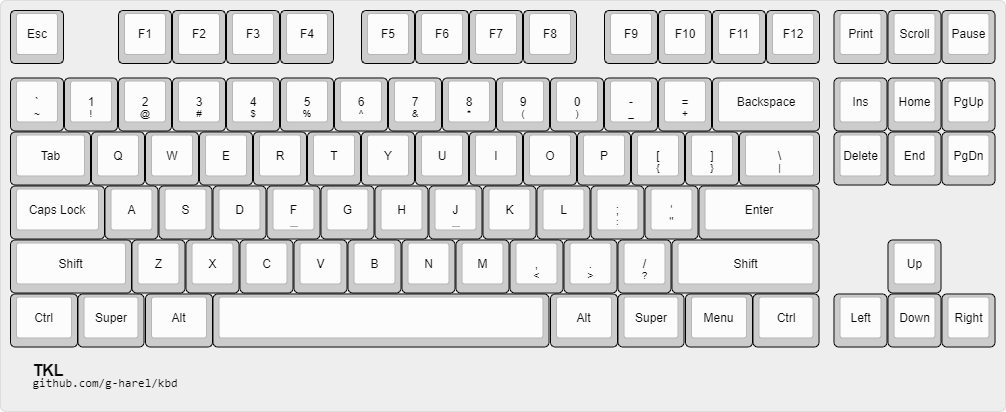 Esc F1 F2 F3 F4 F5 F6 F7 F8 F9 F10 F11 F12 Print Scroll Pause
` 1 2 3 4 5 6 7 8 9 0 - = Backspace Ins Home PgUp
~ ! @ # $ % ^ & * ( ) _ +
Tab Q W E R T Y U I O P [ ] \ Delete End PgDn
{ } |
Caps Lock A S D F G H J K L ; ' Enter
_ _ : "
Shift Z X C V B N M , . / Shift Up
< > ?
Ctrl Super Alt Alt Super Menu Ctrl Left Down Right
TKL
github.com/g-harel/kbd